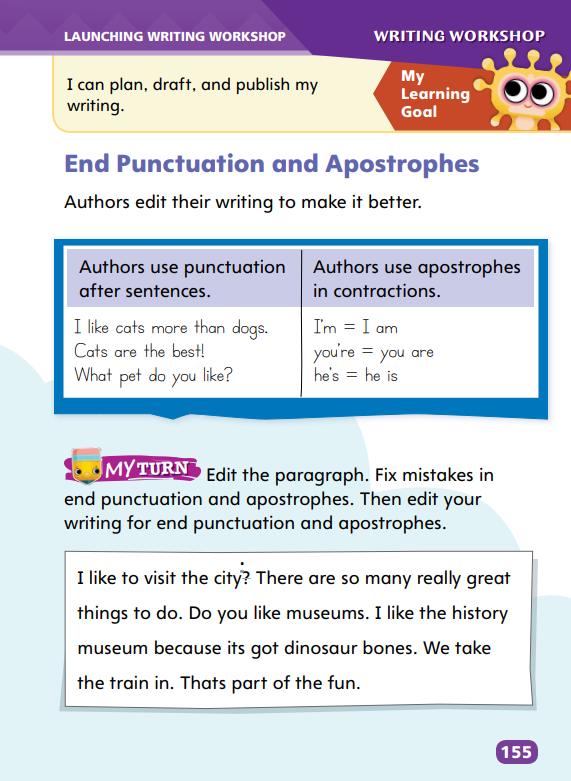 LAUNCHING WRITING WORKSHOP
WRITING WORKSHOP
I can plan, draft, and publish my
writing.
My
Learning
Goal
End Punctuation and Apostrophes
Authors edit their writing to make it better.
Authors use punctuation
after sentences.
I like cats more than dogs.
Cats are the best!
What pet do you like?
Authors use apostrophes
in contractions.
I'm = I am
you're = you are
he's = he is
MY TURN Edit the paragraph. Fix mistakes in
end punctuation and apostrophes. Then edit your
writing for end punctuation and apostrophes.
I like to visit the city? There are so many really great
things to do. Do you like museums. I like the history
museum because its got dinosaur bones. We take
the train in. Thats part of the fun.
155